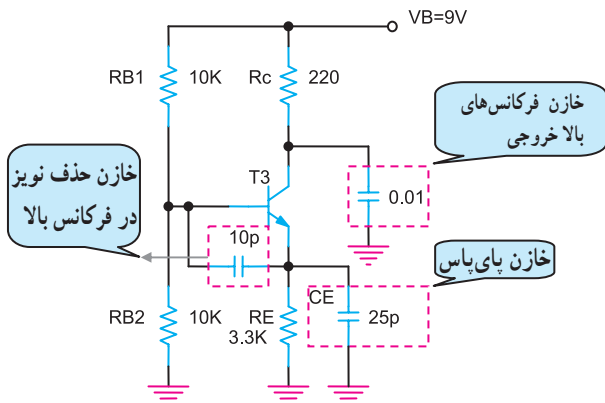 VB=9V
RB1
10K
Rc
220
خازن فرکانس‌های
بالا خروجی
خازن حذف نویز
در فرکانس بالا
T3
0.01
10p
خازن پای‌پاس
CE
RB2
10K
RE
3.3K
25p